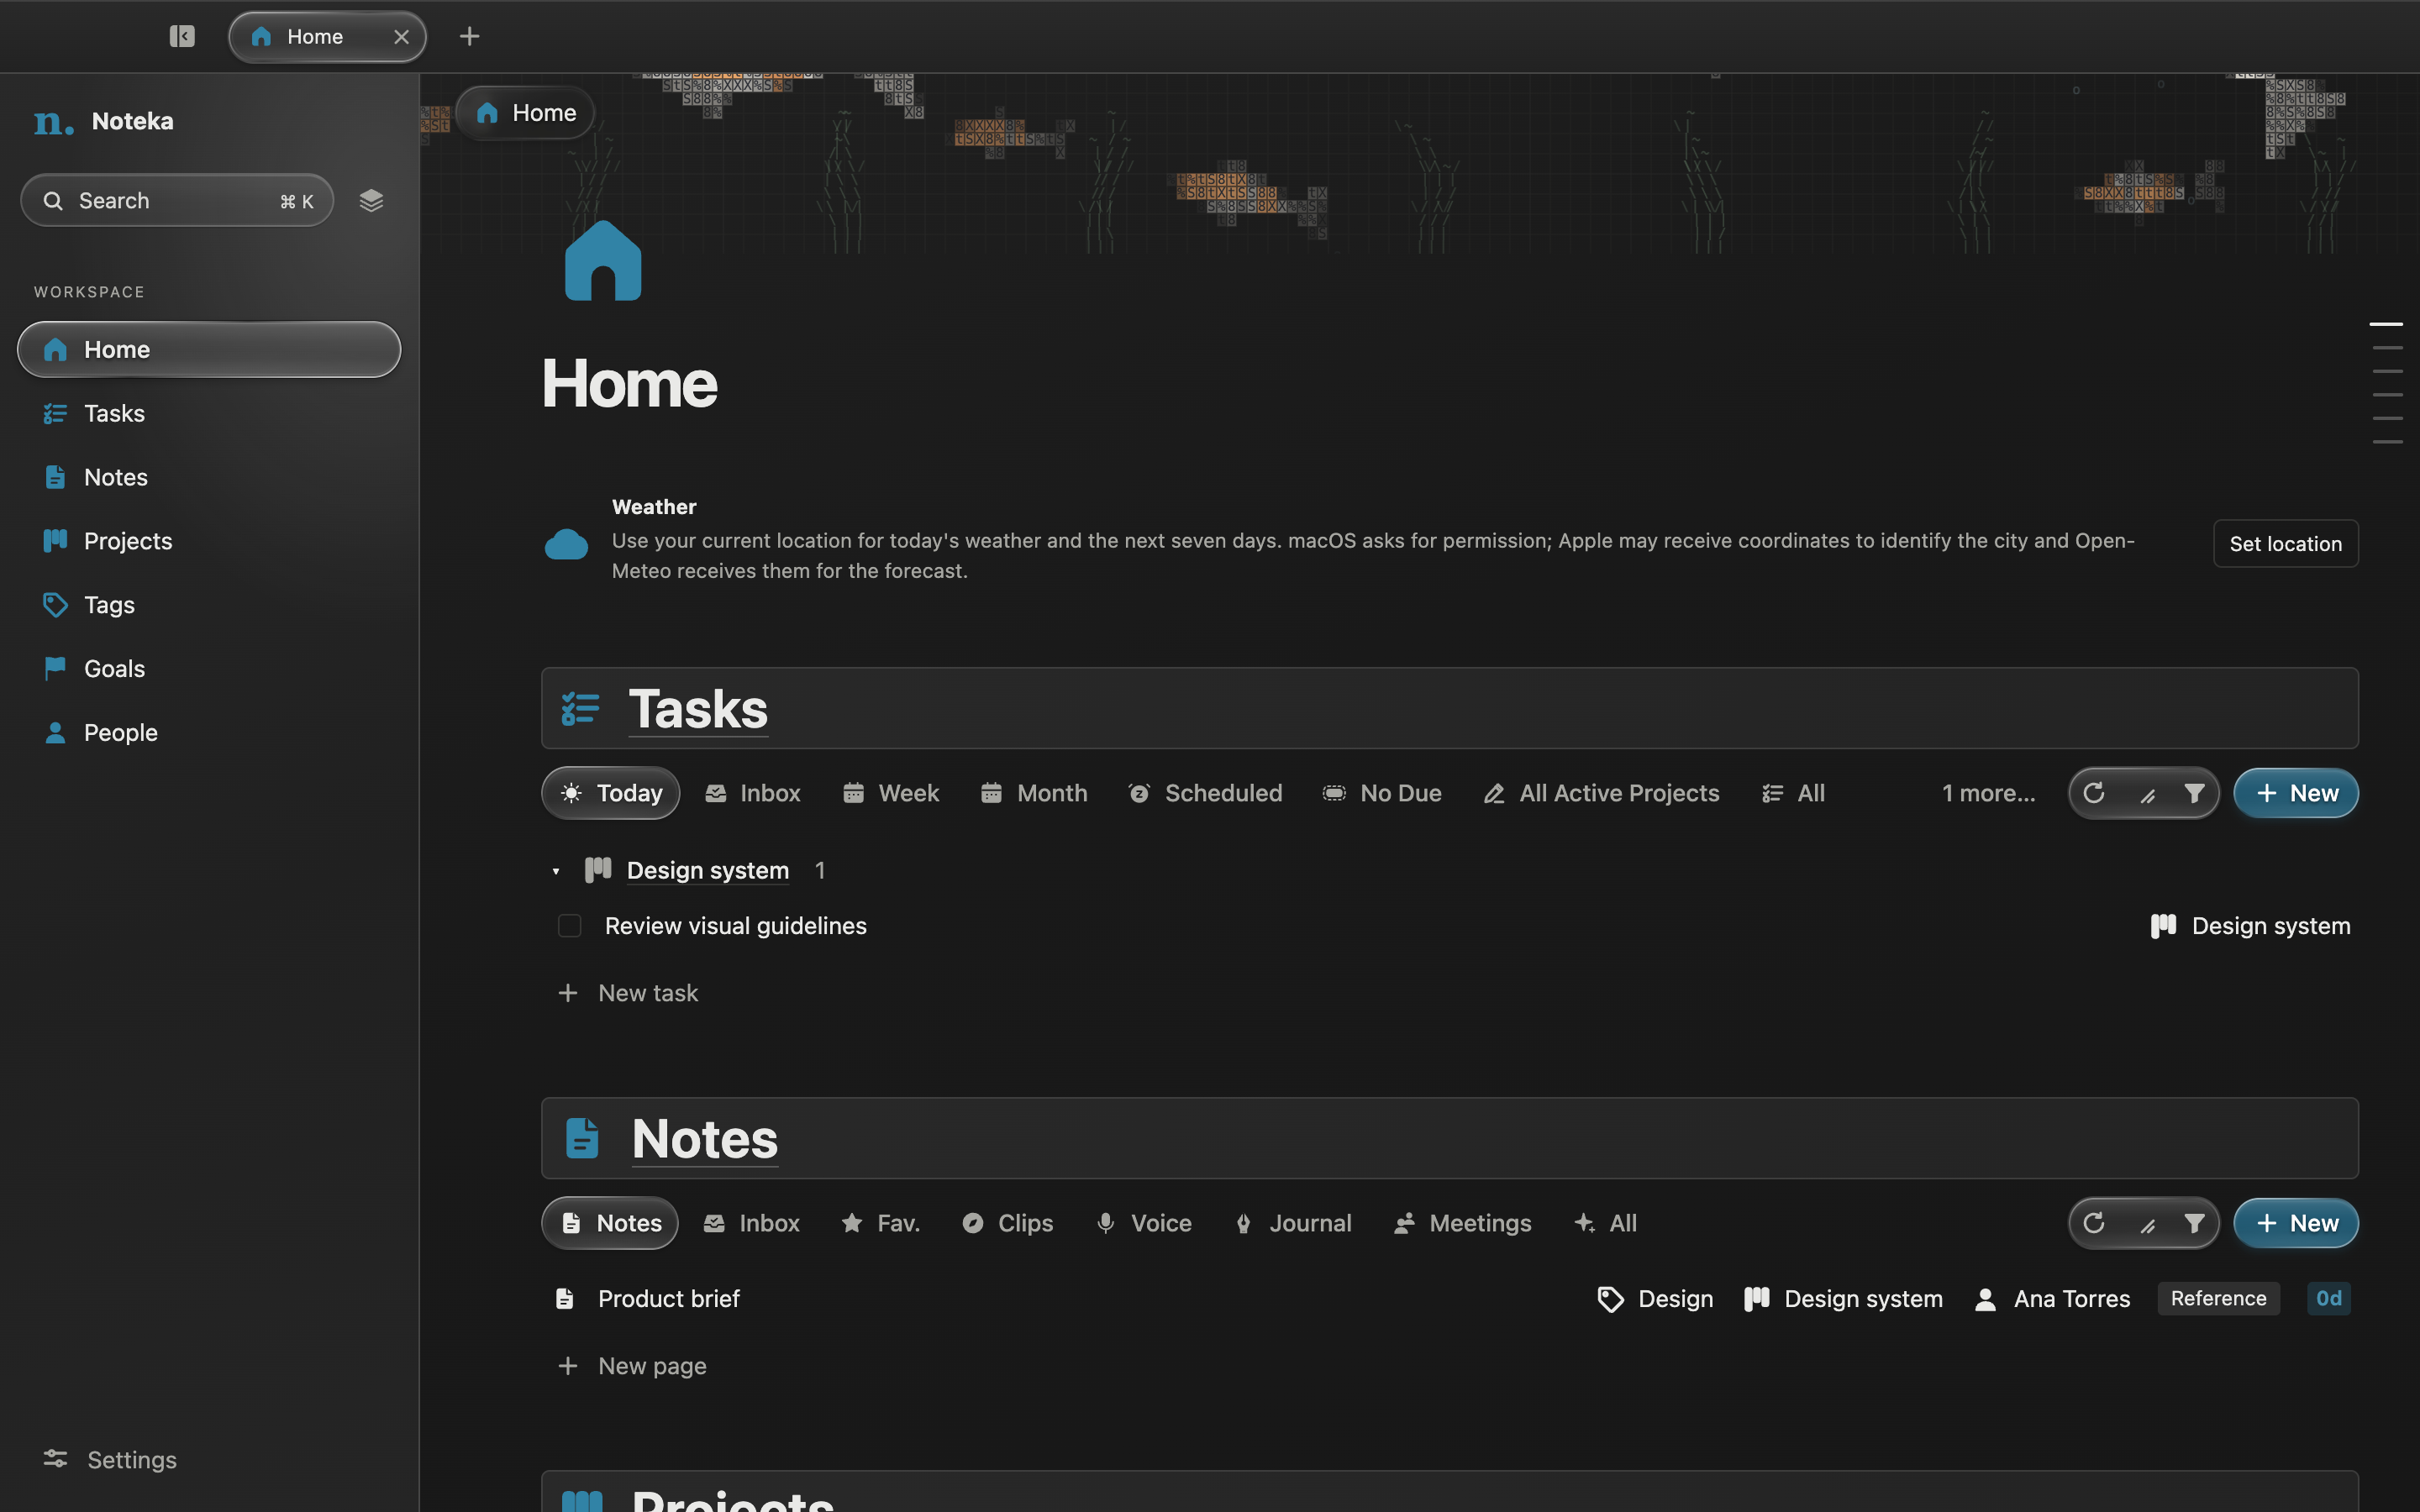 Home
n. Noteka
Search ⌘ K
WORKSPACE
Home
Tasks
Notes
Projects
Tags
Goals
People
Settings
Home
Home
Weather
Use your current location for today's weather and the next seven days. macOS asks for permission; Apple may receive coordinates to identify the city and Open-
Meteo receives them for the forecast.
Set location
Tasks
Today Inbox Week Month Scheduled No Due All Active Projects All 1 more... New
Design system 1
Review visual guidelines Design system
New task
Notes
Notes Inbox Fav. Clips Voice Journal Meetings All New
Product brief Design Design system Ana Torres Reference 0d
New page
Projects